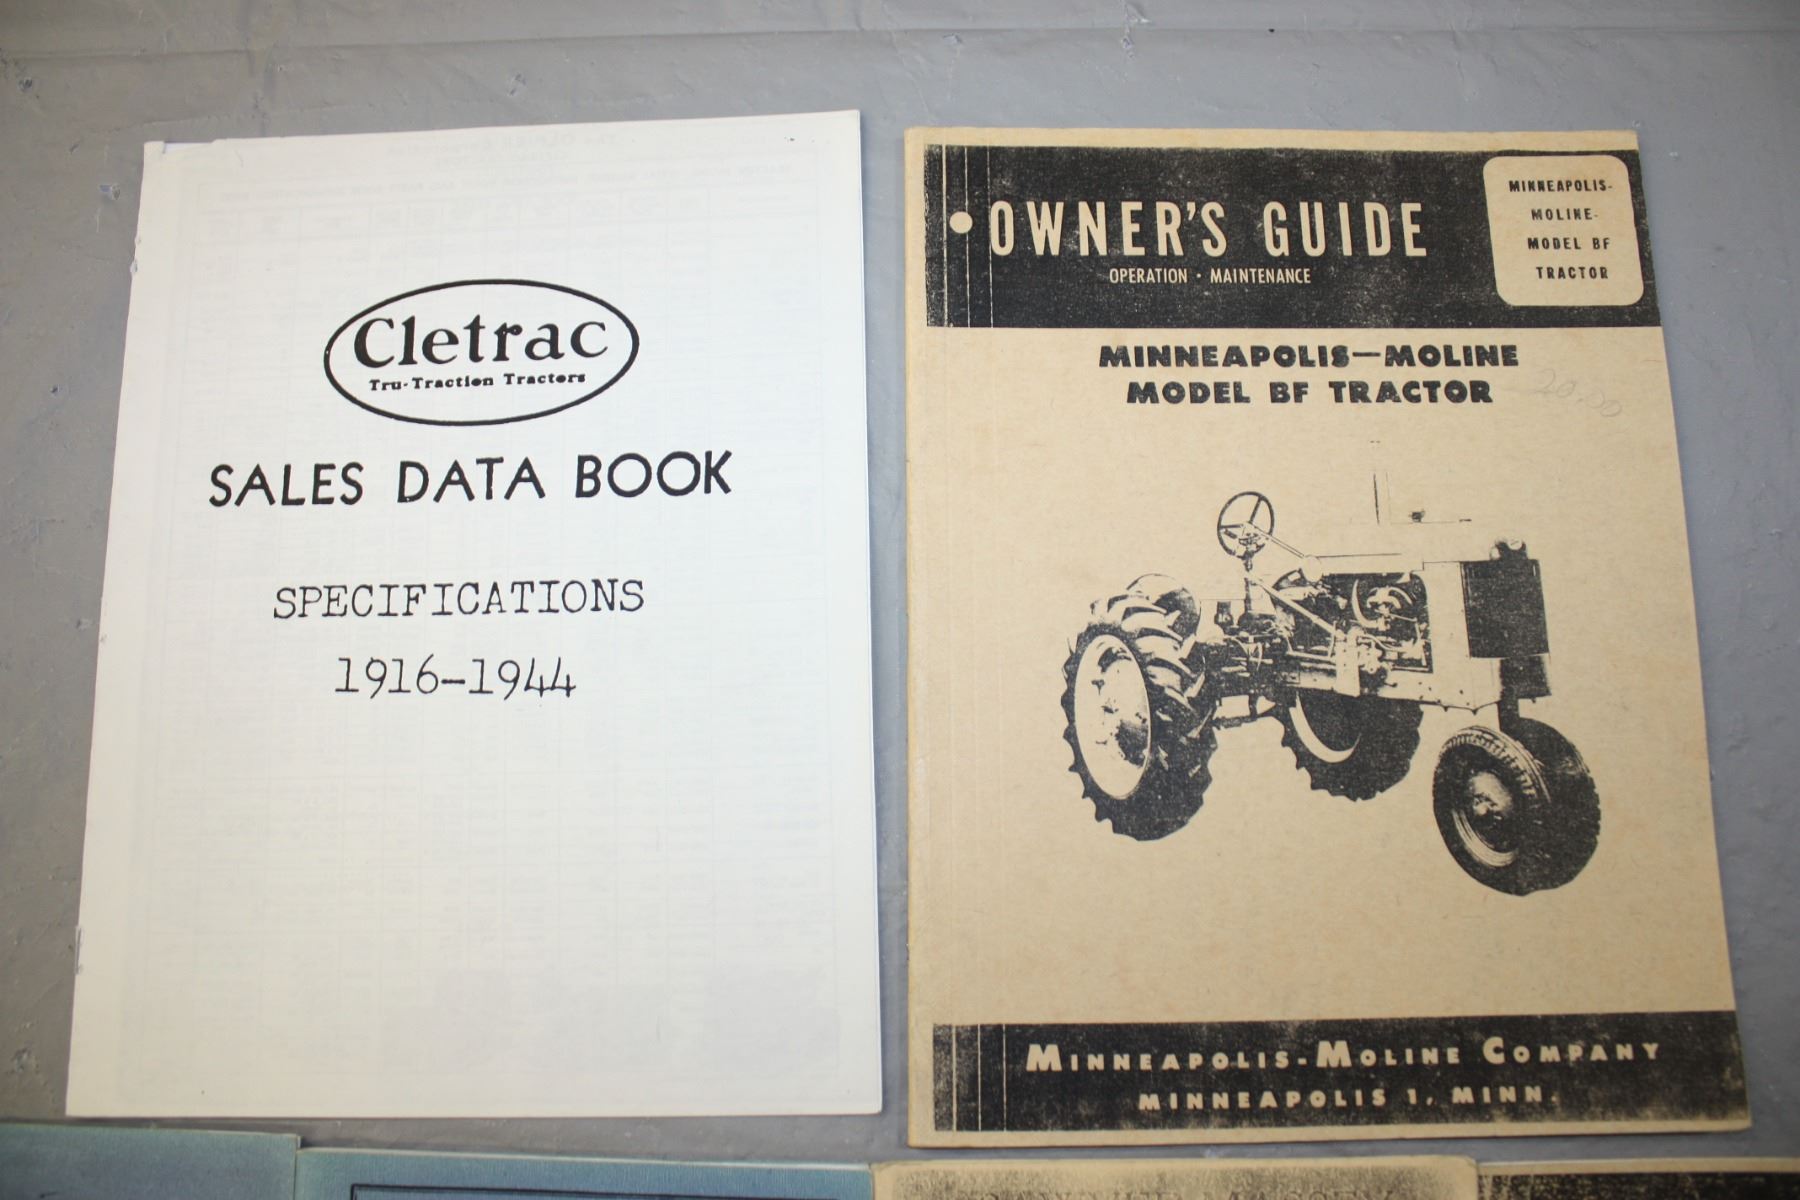 Cletrac
Tru-Traction Tractors
SALES DATA BOOK
SPECIFICATIONS
1916-1944
OWNER'S GUIDE
OPERATION • MAINTENANCE
MINNEAPOLIS-
MOLINE-
MODEL BF
TRACTOR
MINNEAPOLIS—MOLINE
MODEL BF TRACTOR
20.00
MINNEAPOLIS-MOLINE COMPANY
MINNEAPOLIS 1, MINN.